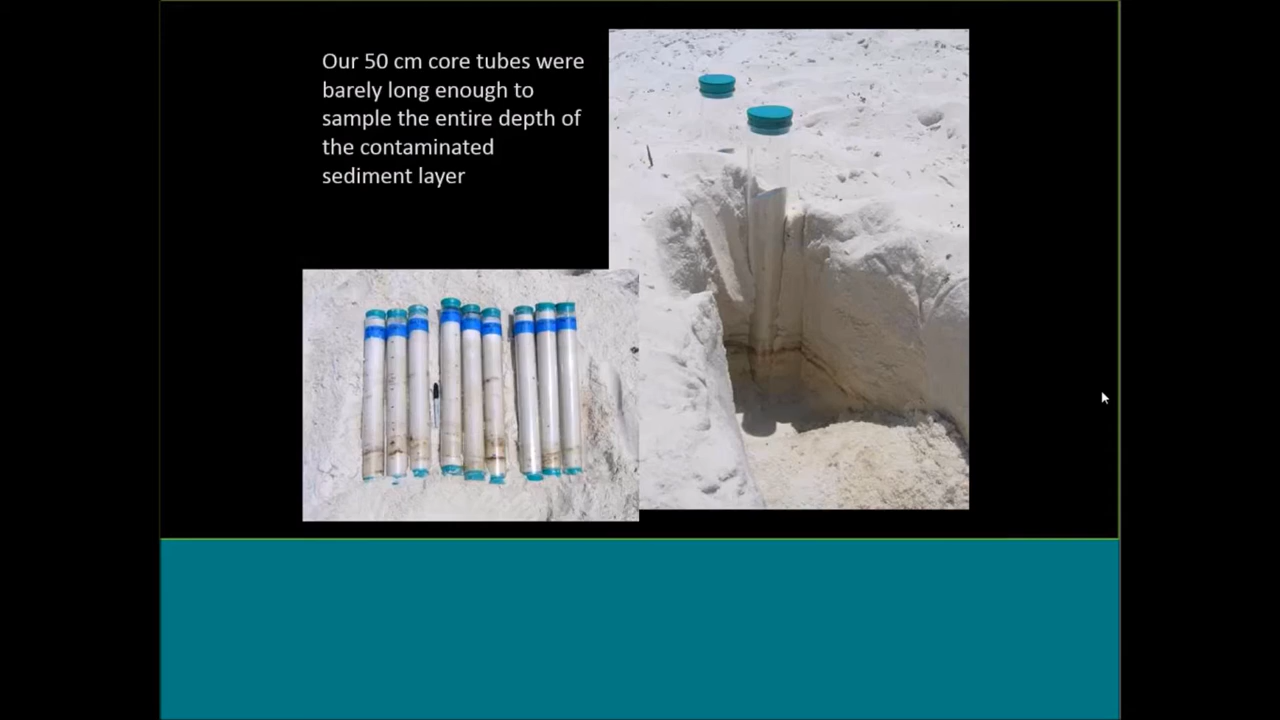 Our 50 cm core tubes were
barely long enough to
sample the entire depth of
the contaminated
sediment layer